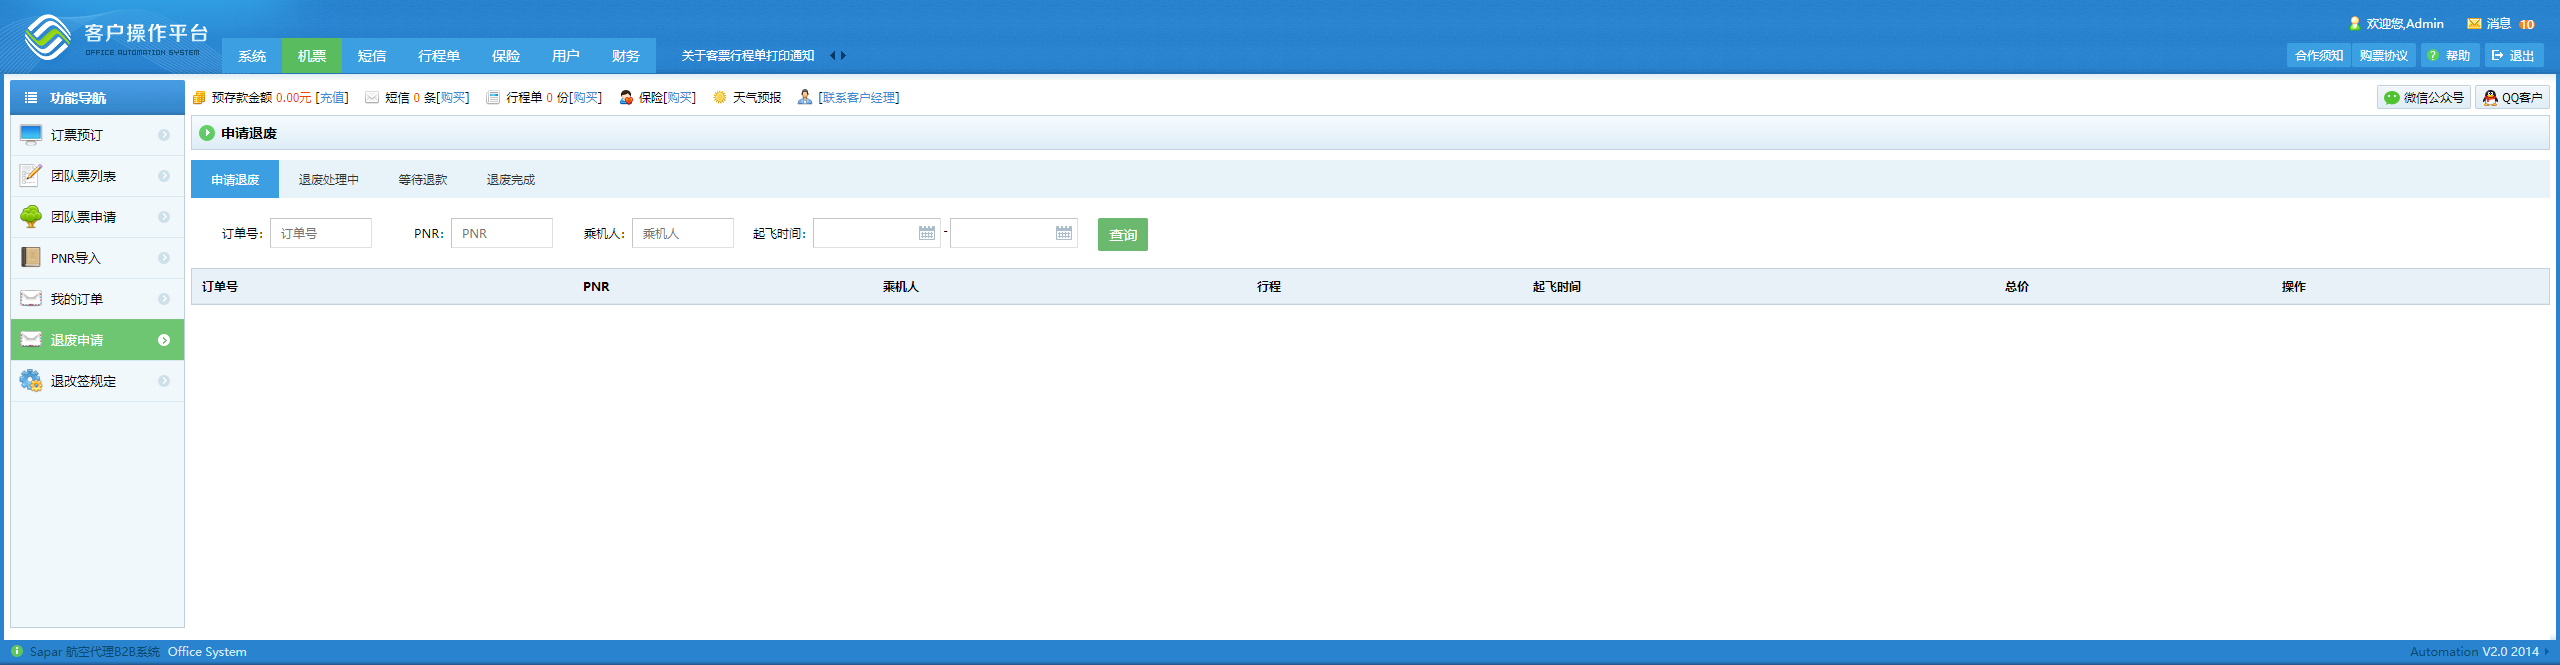 客户操作平台
OFFICE AUTOMATION SYSTEM
系统 机票 短信 行程单 保险 用户 财务 关于客票行程单打印通知
欢迎您,Admin 消息 10
合作须知 购票协议 帮助 退出
功能导航
订票预订
团队票列表
团队票申请
PNR导入
我的订单
退废申请
退改签规定
预存款金额 0.00元 [充值] 短信 0 条[购买] 行程单 0 份[购买] 保险[购买] 天气预报 [联系客户经理]
微信公众号 QQ客户
申请退废
申请退废 退废处理中 等待退款 退废完成
订单号: 订单号 PNR: PNR 乘机人: 乘机人 起飞时间: - 查询
订单号 PNR 乘机人 行程 起飞时间 总价 操作
Sapar 航空代理B2B系统 Office System
Automation V2.0 2014